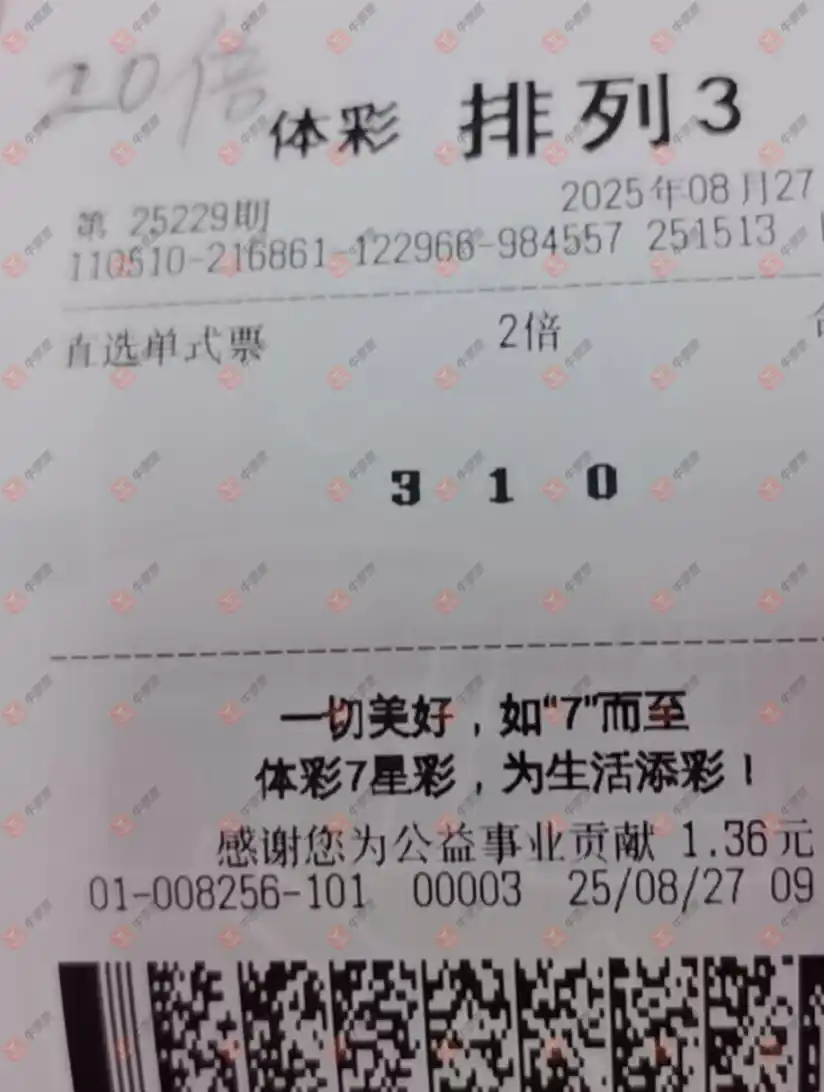 20倍
体彩 排列3
第 25229期 2025年08月27
110510-216861-122966-984557 251513
直选单式票 2倍
3 1 0
一切美好，如“7”而至
体彩7星彩，为生活添彩！
感谢您为公益事业贡献 1.36元
01-008256-101 00003 25/08/27 09